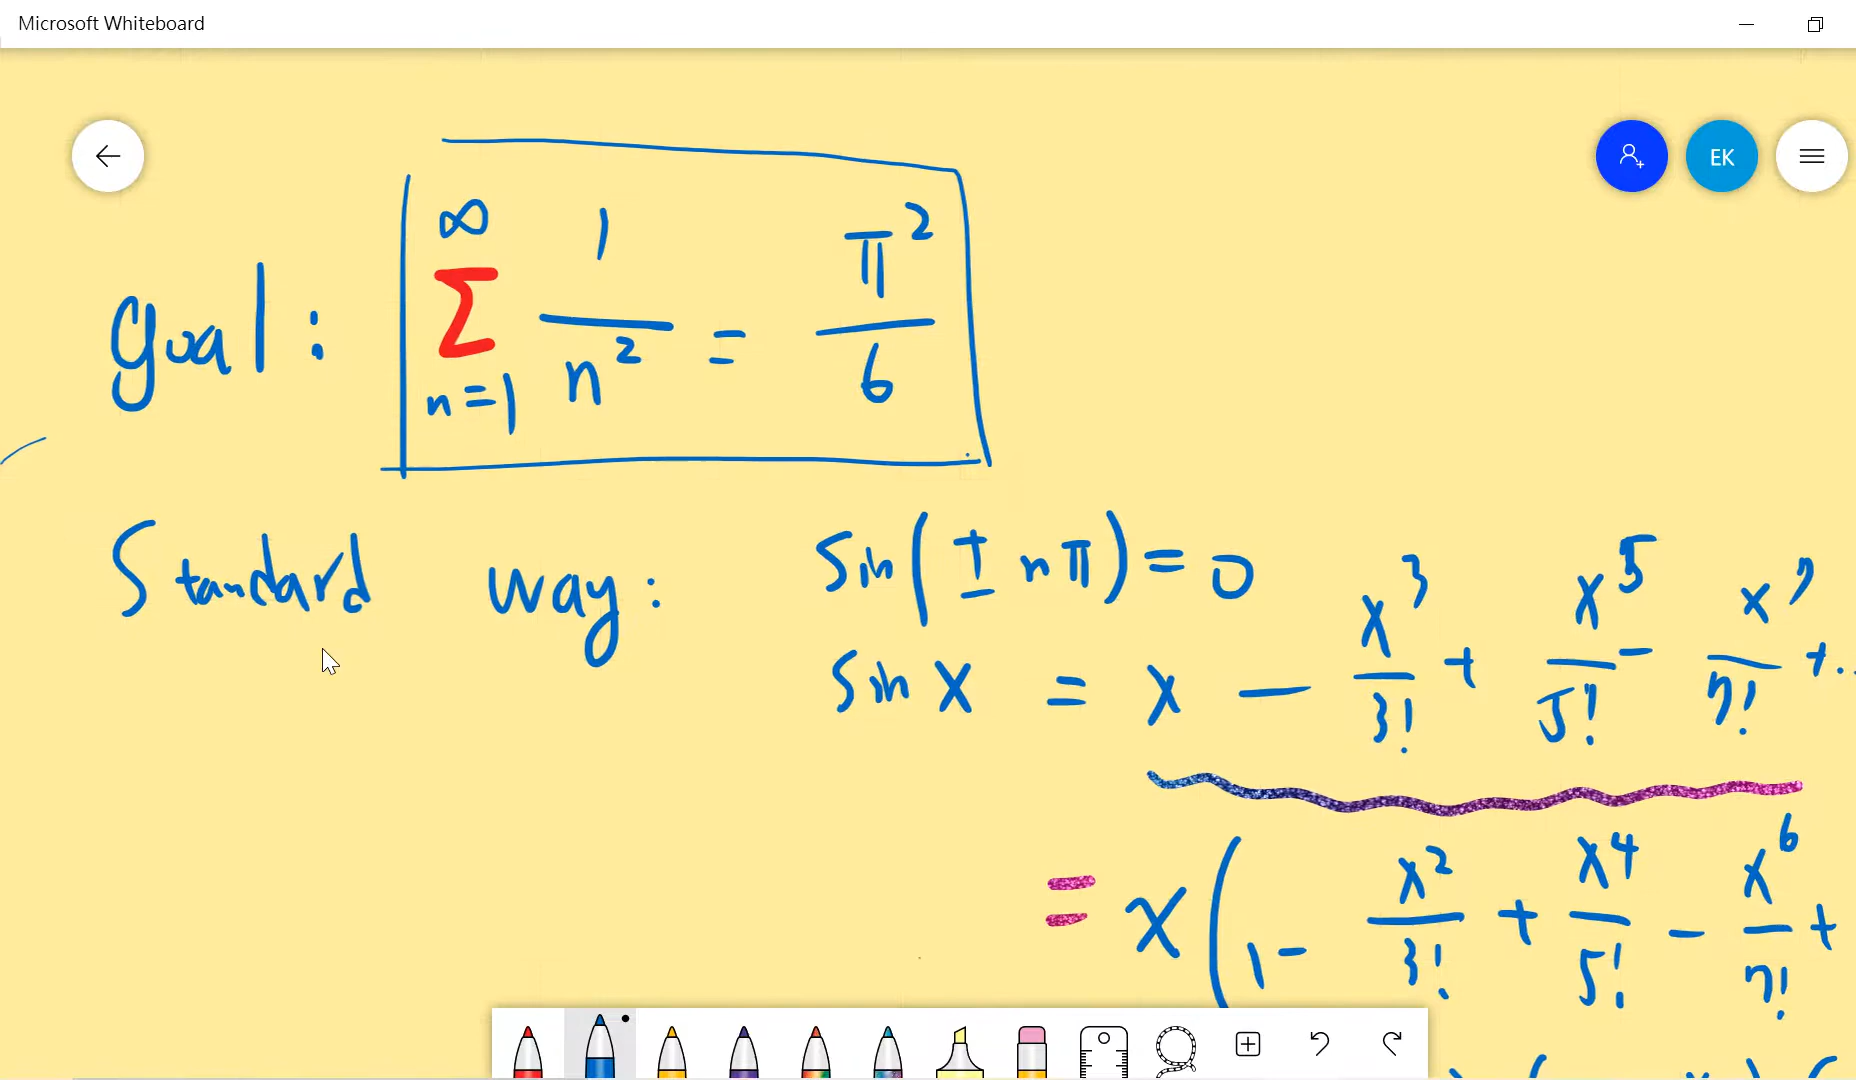 Microsoft Whiteboard
EK
goal: ∞ Σ n=1 1/n² = π²/6
Standard way: sin(± nπ) = 0
sin x = x − x³/3! + x⁵/5! − x⁷/7! + ..
= x(1 − x²/3! + x⁴/5! − x⁶/7! +